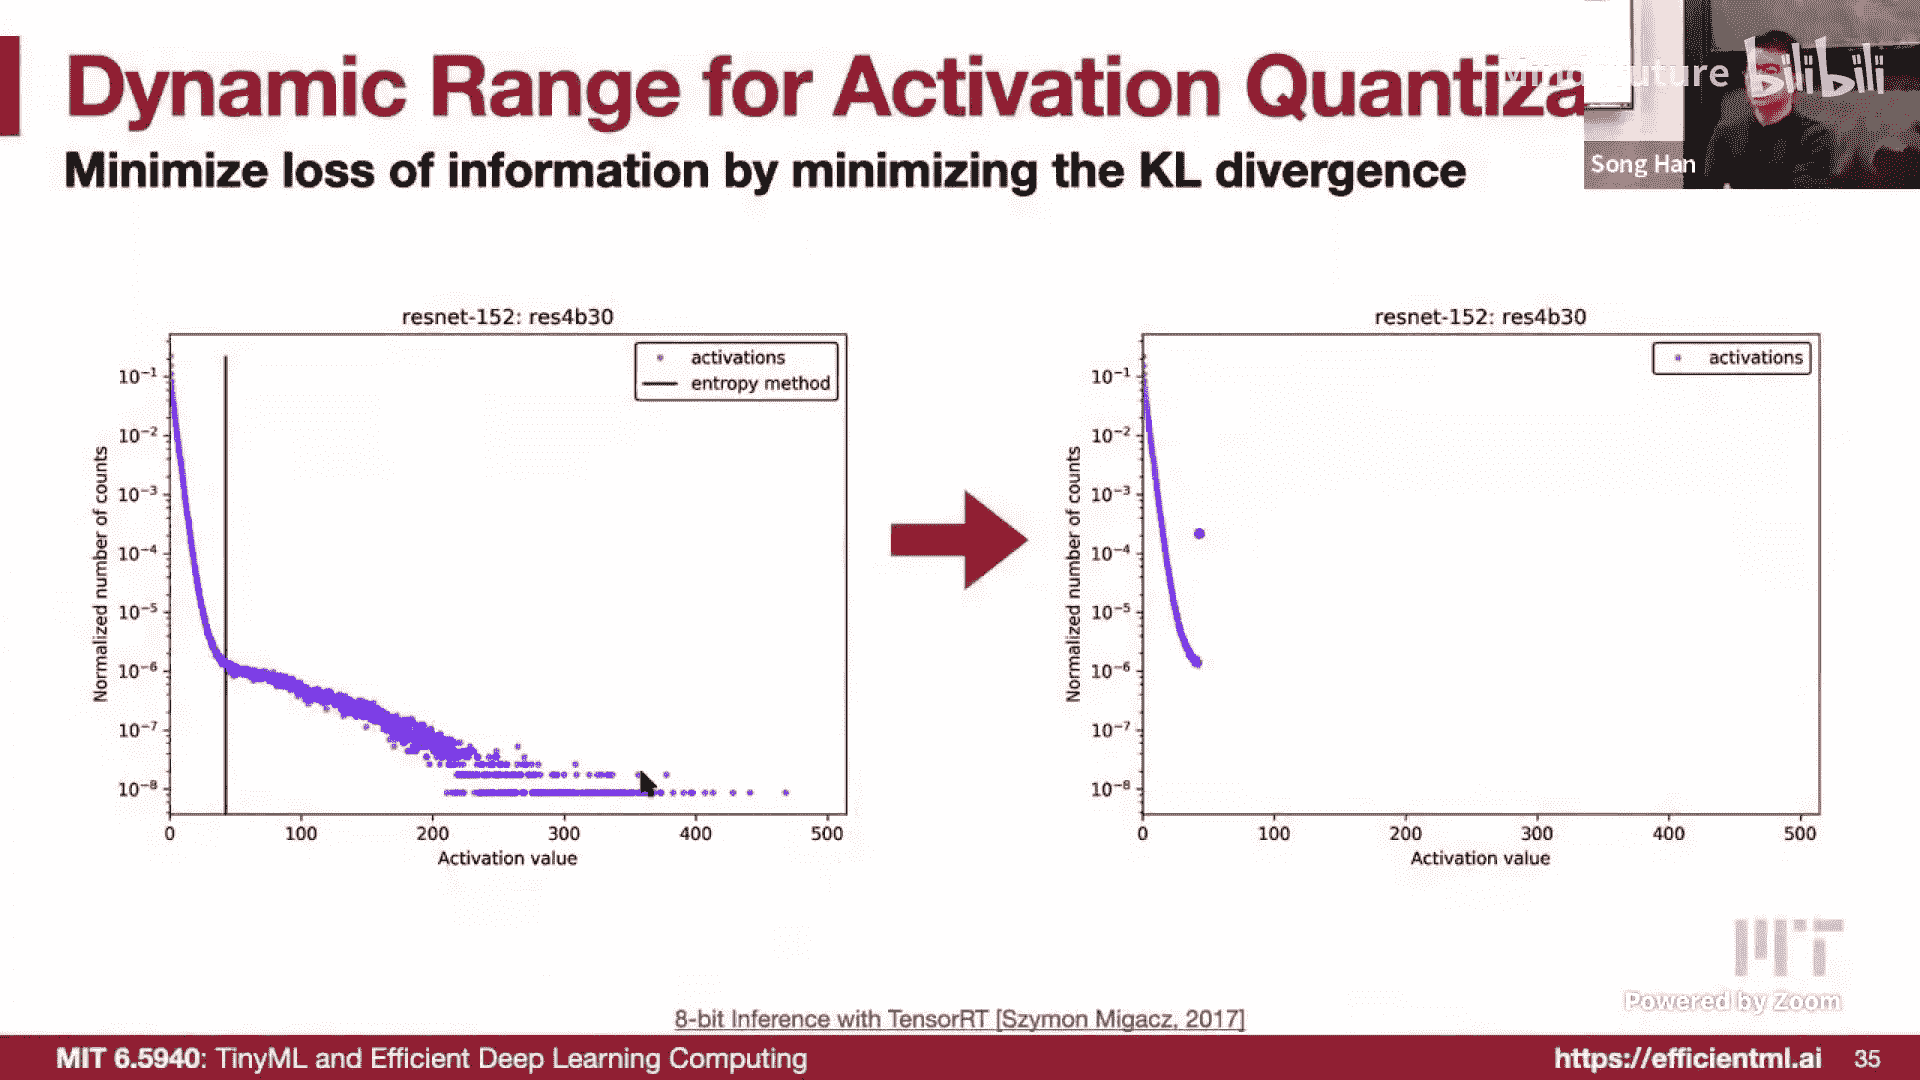 Dynamic Range for Activation Quantiza
Minimize loss of information by minimizing the KL divergence
bilibili
Song Han
resnet-152: res4b30
activations
entropy method
10⁻¹
10⁻²
10⁻³
10⁻⁴
10⁻⁵
10⁻⁶
10⁻⁷
10⁻⁸
Normalized number of counts
0 100 200 300 400 500
Activation value
resnet-152: res4b30
activations
10⁻¹
10⁻²
10⁻³
10⁻⁴
10⁻⁵
10⁻⁶
10⁻⁷
10⁻⁸
Normalized number of counts
0 100 200 300 400 500
Activation value
MIT
Powered by Zoom
8-bit Inference with TensorRT [Szymon Migacz, 2017]
MIT 6.5940: TinyML and Efficient Deep Learning Computing
https://efficientml.ai 35